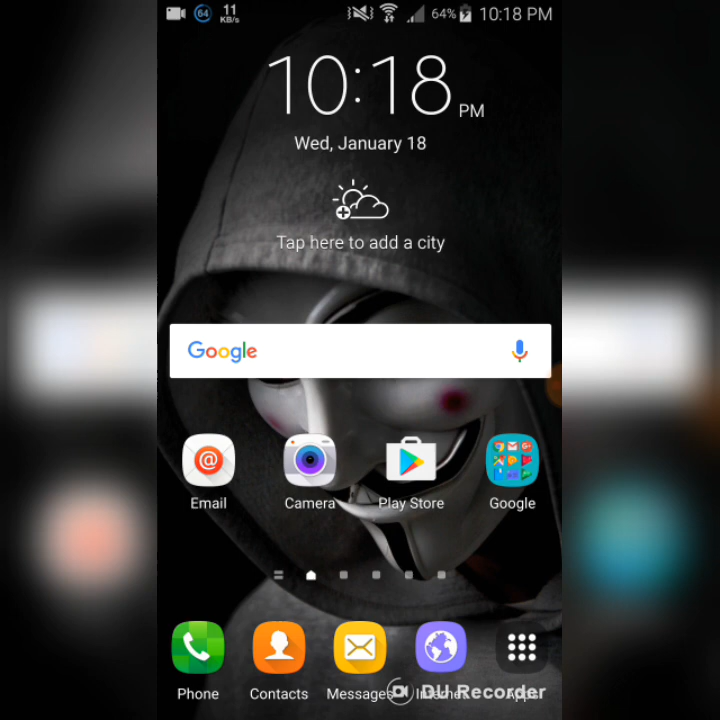 64 11 KB/s 64% 10:18 PM
10:18 PM
Wed, January 18
Tap here to add a city
Google
@
Email Camera Play Store Google
Phone Contacts Messages Internet Apps
DU Recorder